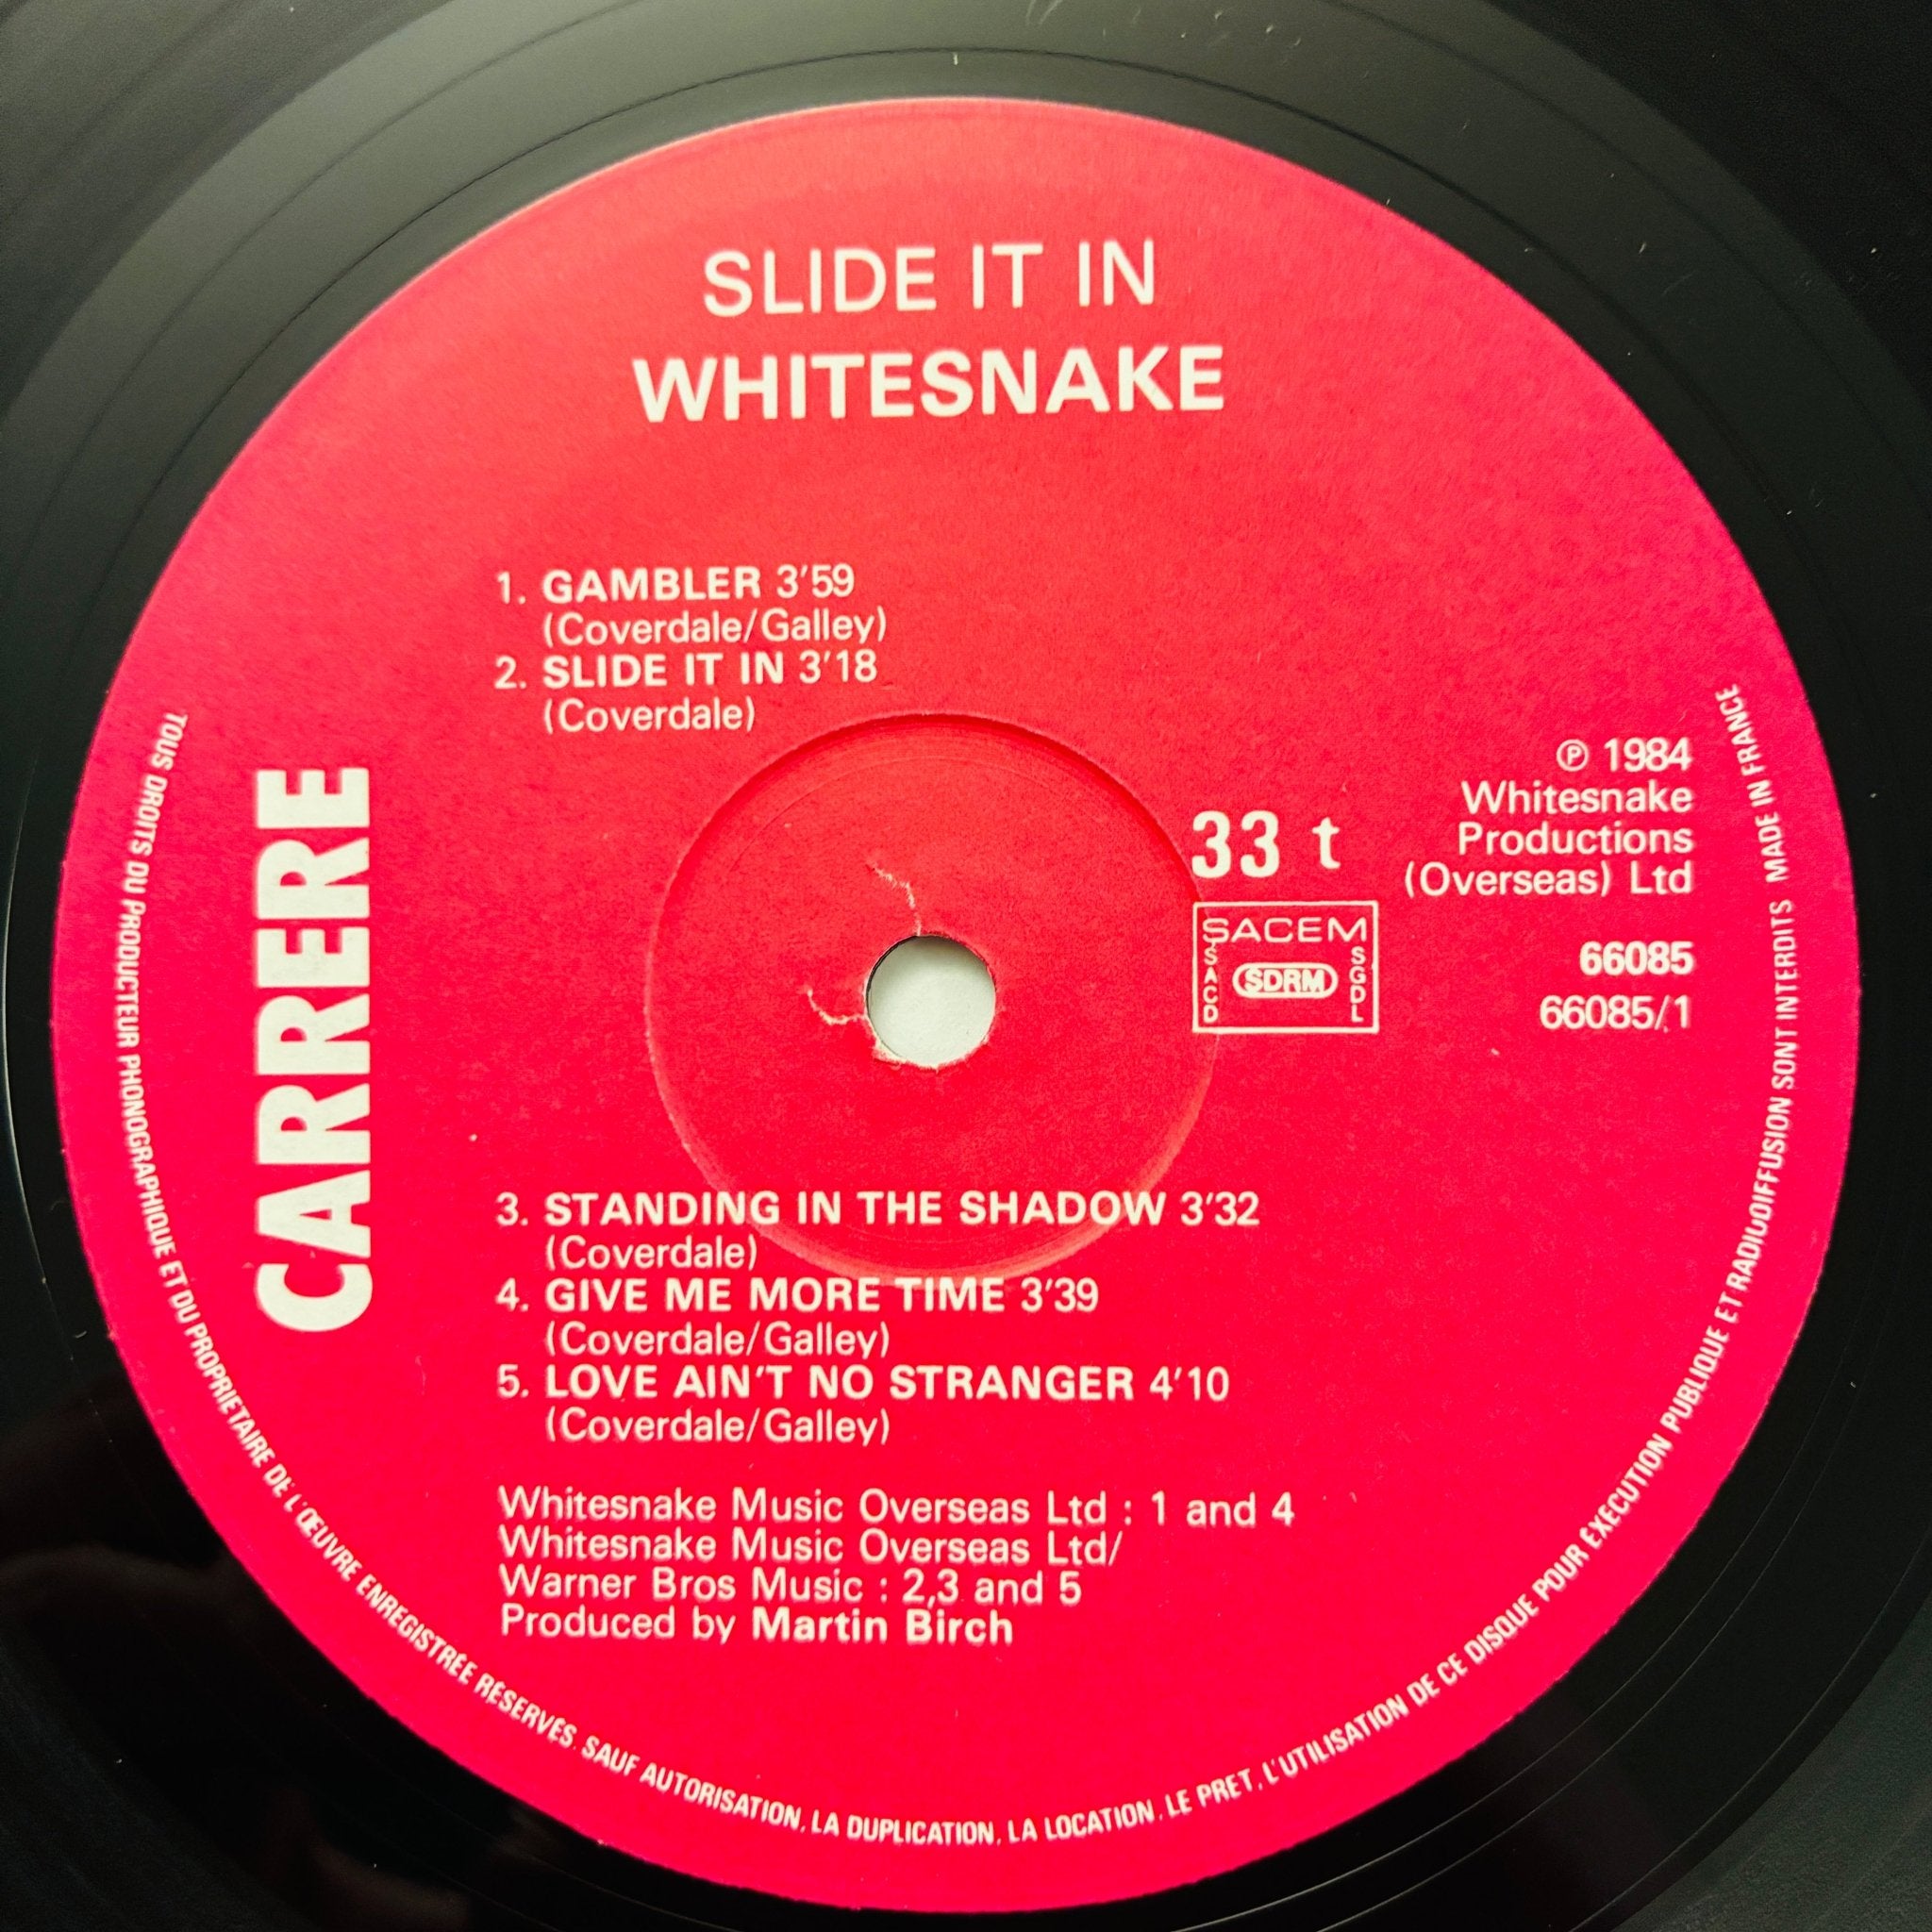 SLIDE IT IN
WHITESNAKE
1. GAMBLER 3'59
(Coverdale/Galley)
2. SLIDE IT IN 3'18
(Coverdale)
CARRERE
33 t
SACEM
SACD
SDRM
SGDL
℗ 1984
Whitesnake
Productions
(Overseas) Ltd
66085
66085/1
3. STANDING IN THE SHADOW 3'32
(Coverdale)
4. GIVE ME MORE TIME 3'39
(Coverdale/Galley)
5. LOVE AIN'T NO STRANGER 4'10
(Coverdale/Galley)
Whitesnake Music Overseas Ltd : 1 and 4
Whitesnake Music Overseas Ltd/
Warner Bros Music : 2,3 and 5
Produced by Martin Birch
TOUS DROITS DU PRODUCTEUR PHONOGRAPHIQUE ET DU PROPRIETAIRE DE L'ŒUVRE ENREGISTRÉE RÉSERVÉS. SAUF AUTORISATION, LA DUPLICATION, LA LOCATION, LE PRET, L'UTILISATION DE CE DISQUE POUR EXÉCUTION PUBLIQUE ET RADIODIFFUSION SONT INTERDITS MADE IN FRANCE